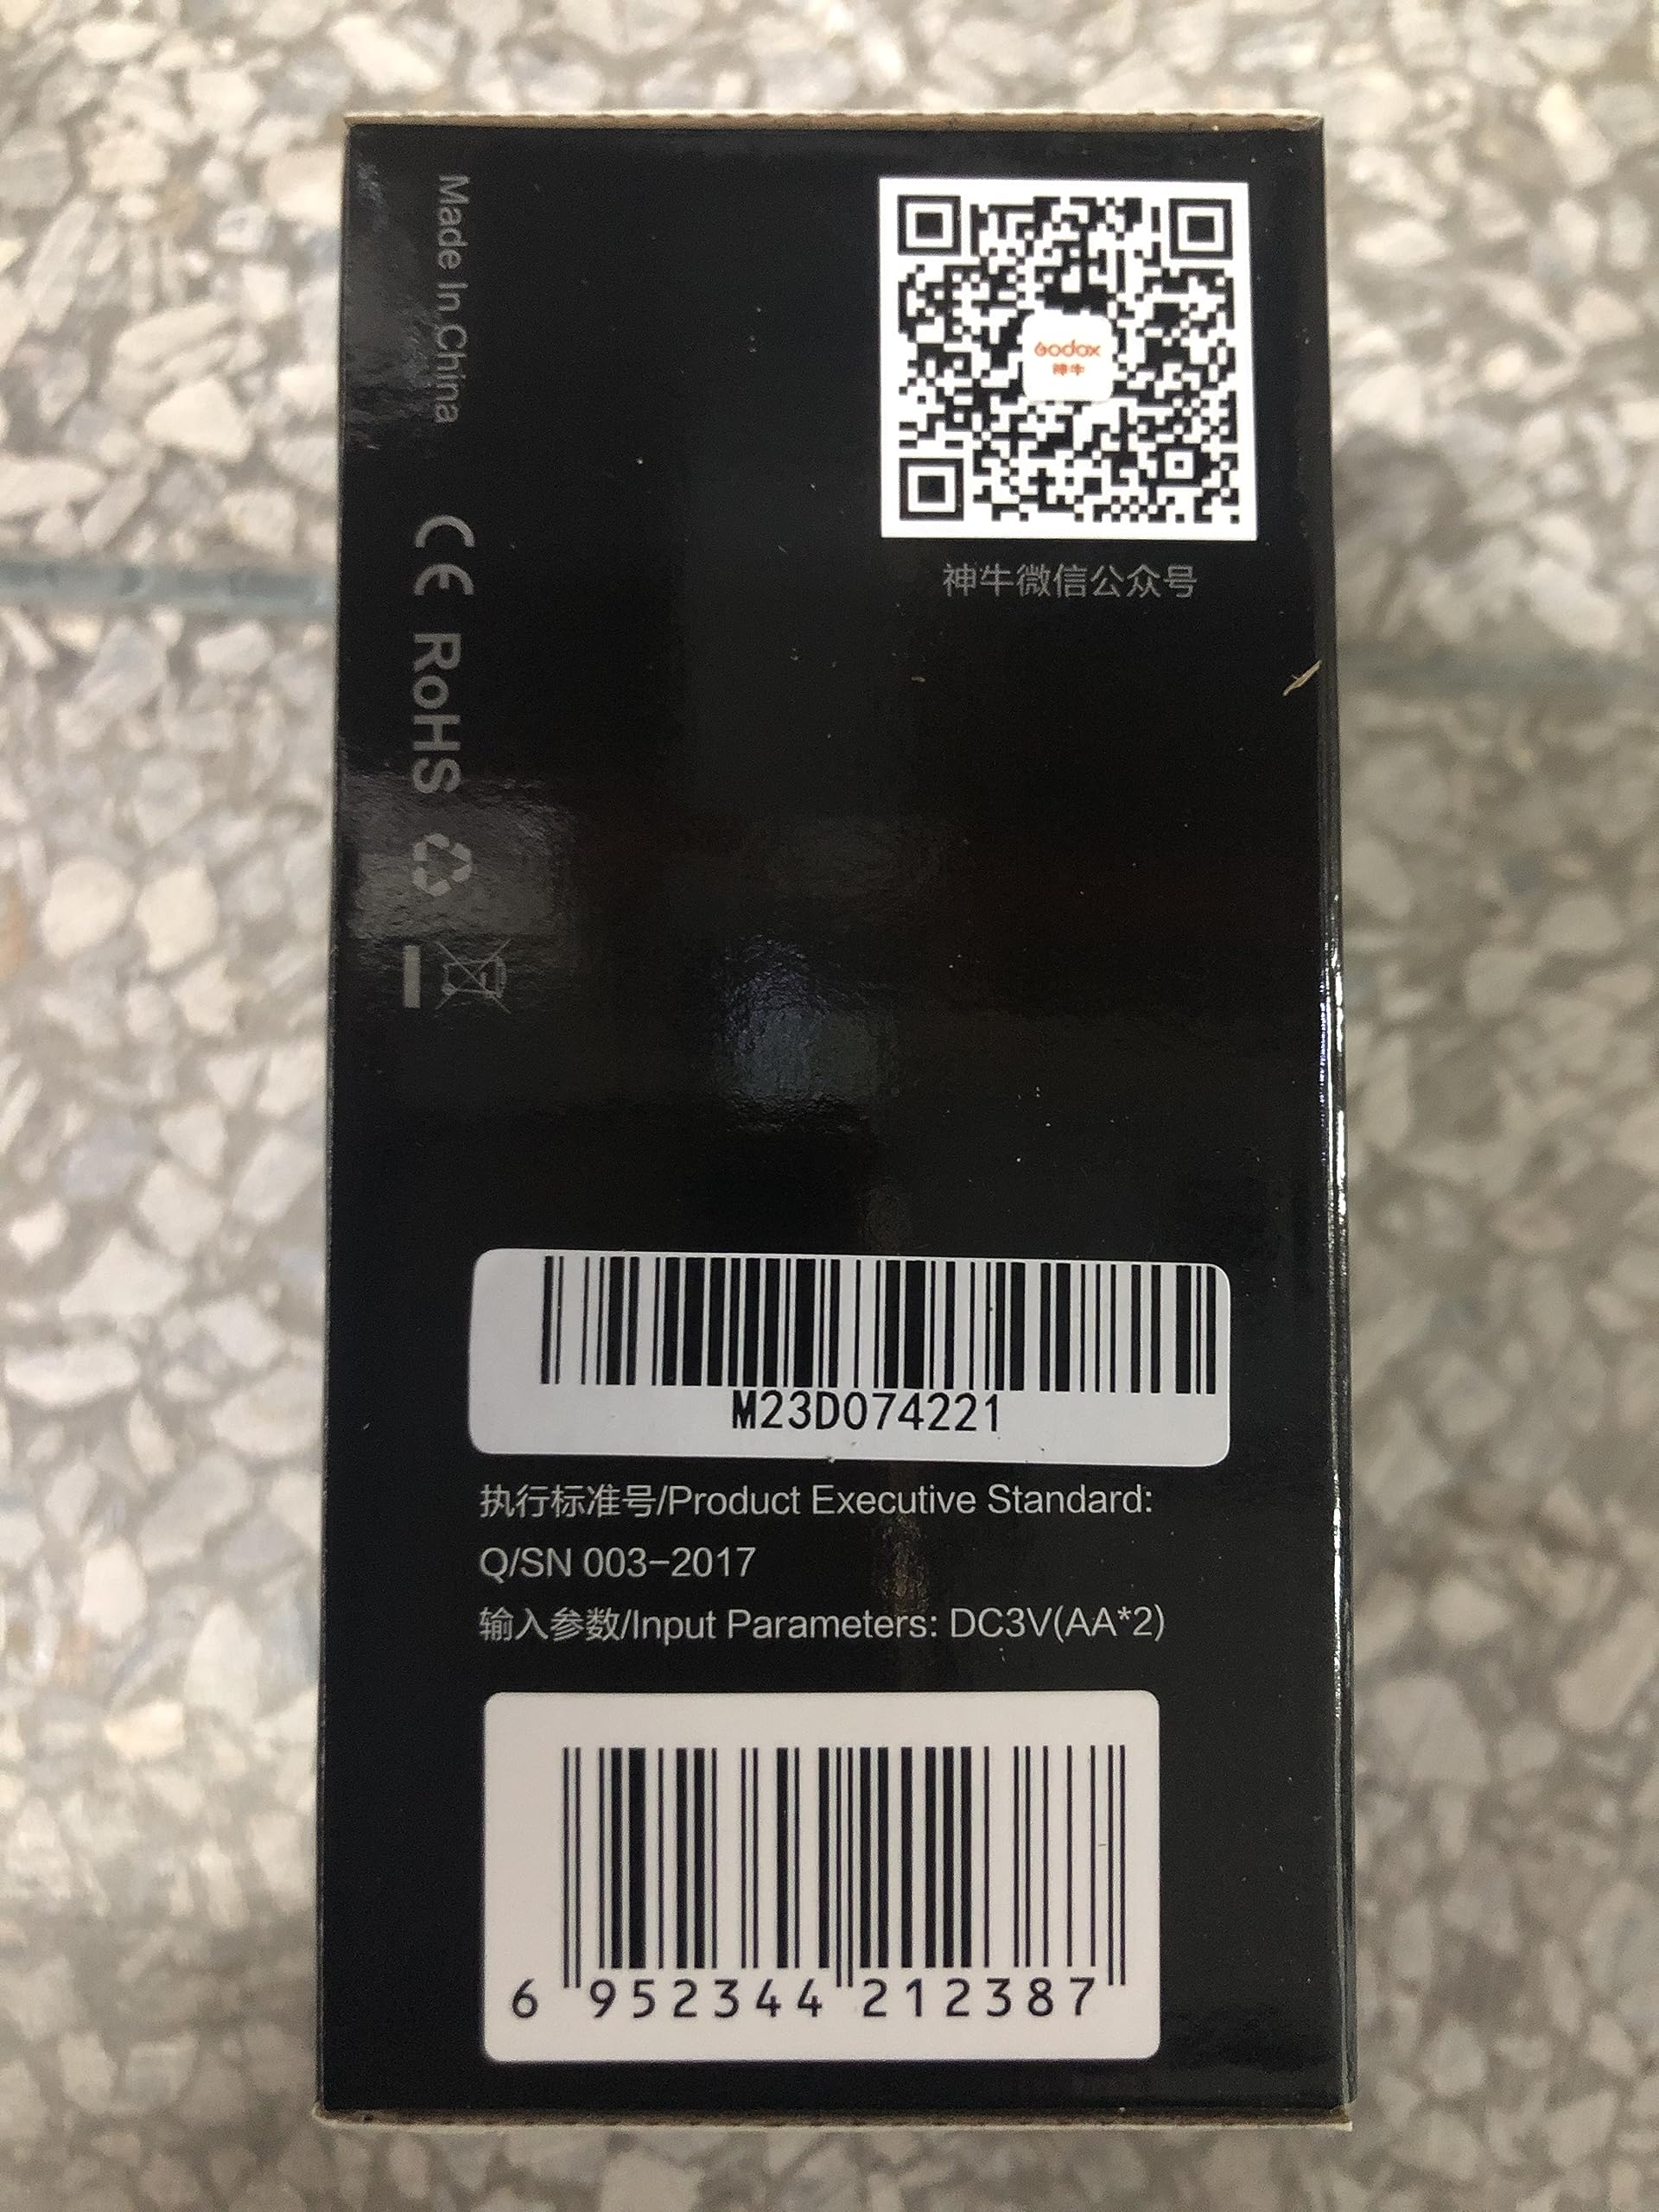 Made In China
CE RoHS
Godox
神牛
神牛微信公众号
M23D074221
执行标准号/Product Executive Standard:
Q/SN 003-2017
输入参数/Input Parameters: DC3V(AA*2)
6 952344 212387